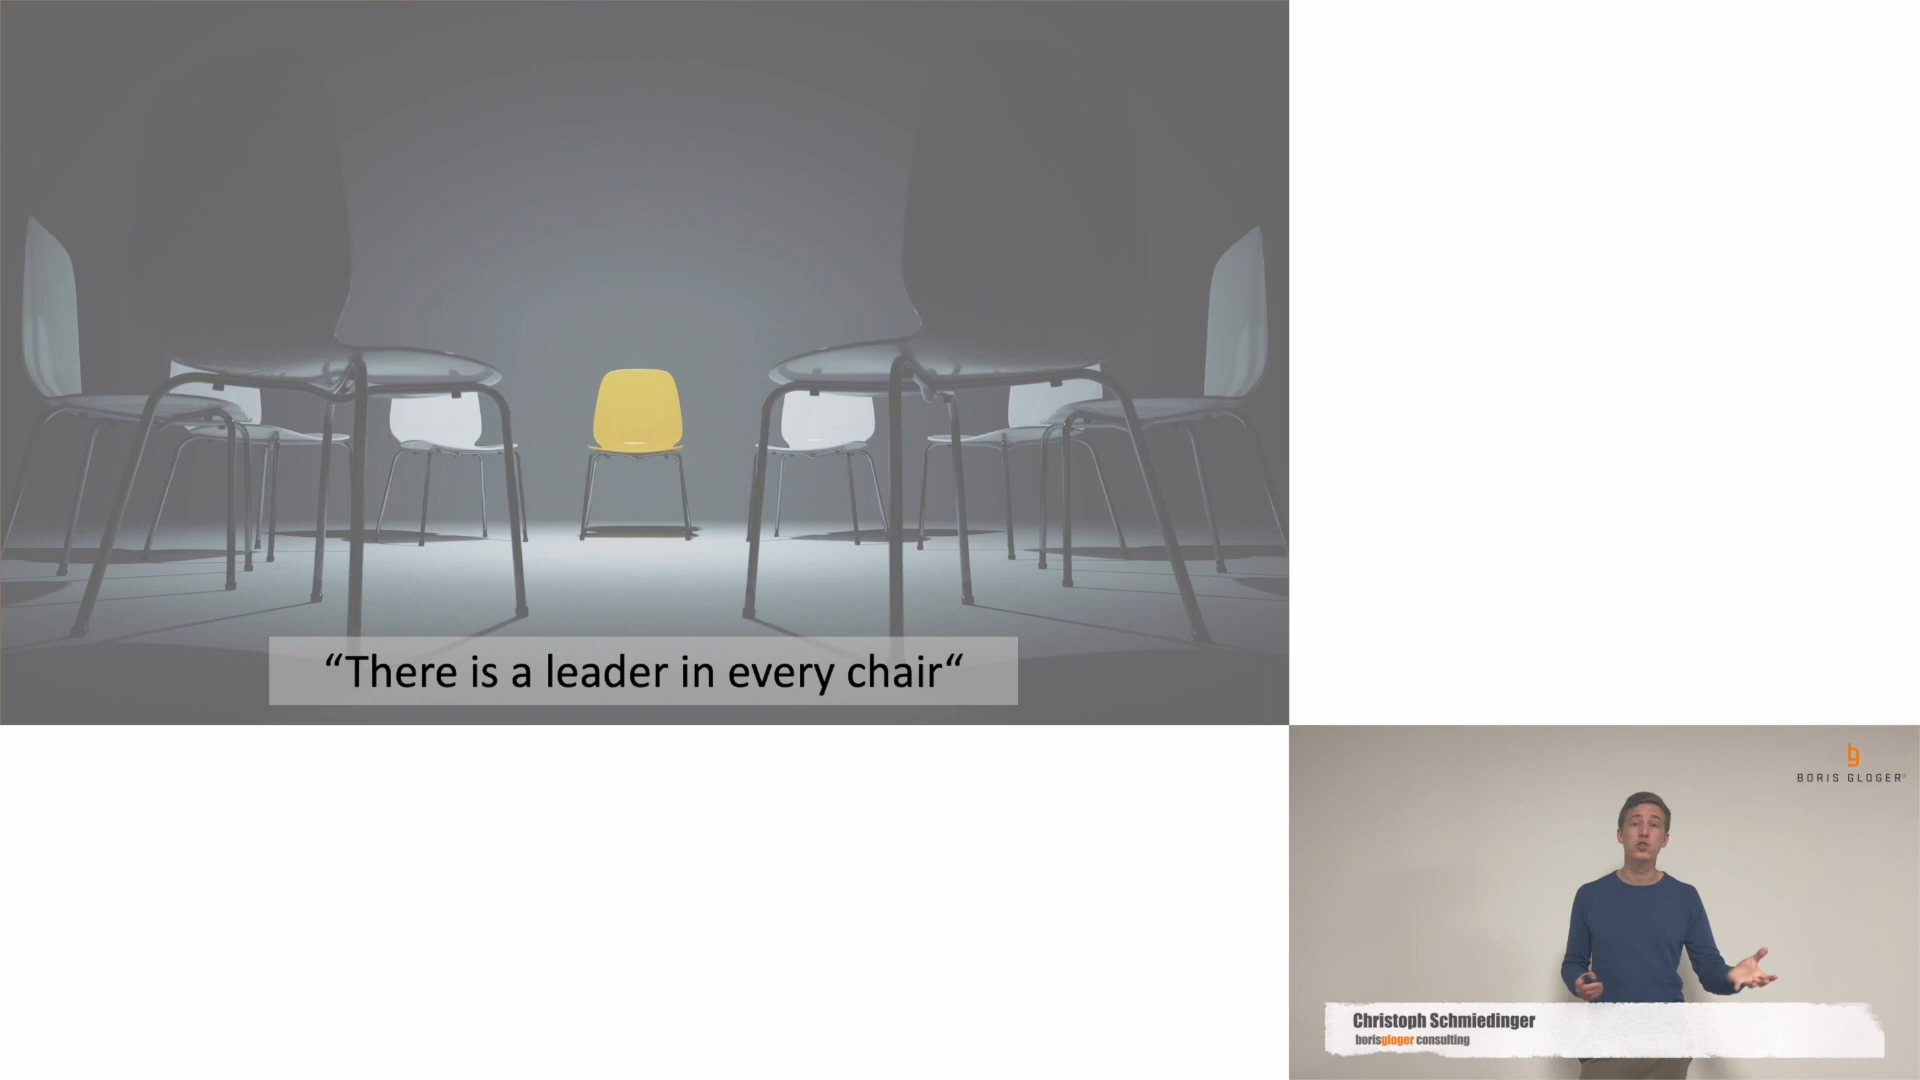 “There is a leader in every chair“
BORIS GLOGER®
Christoph Schmiedinger
borisgloger consulting